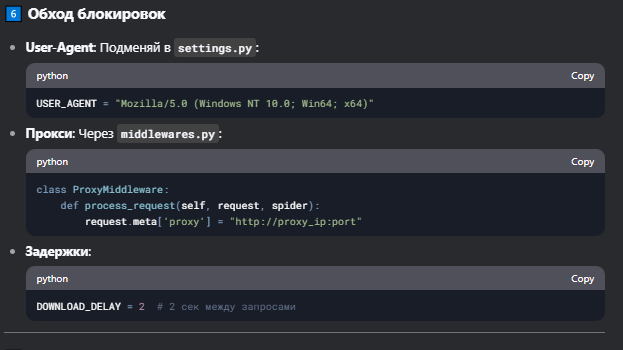 6 Обход блокировок
• User-Agent: Подменяй в settings.py:
python Copy
USER_AGENT = "Mozilla/5.0 (Windows NT 10.0; Win64; x64)"
• Прокси: Через middlewares.py:
python Copy
class ProxyMiddleware:
    def process_request(self, request, spider):
        request.meta['proxy'] = "http://proxy_ip:port"
• Задержки:
python Copy
DOWNLOAD_DELAY = 2  # 2 сек между запросами